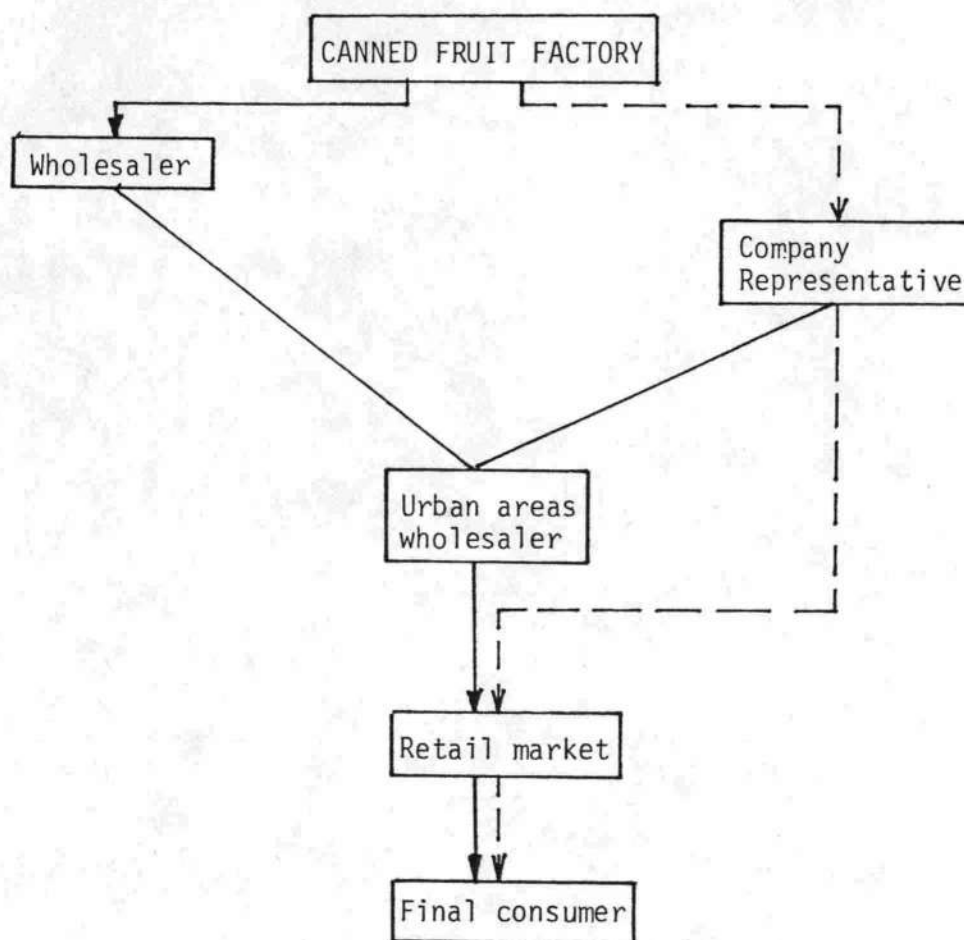 CANNED FRUIT FACTORY
Wholesaler
Company
Representative
Urban areas
wholesaler
Retail market
Final consumer